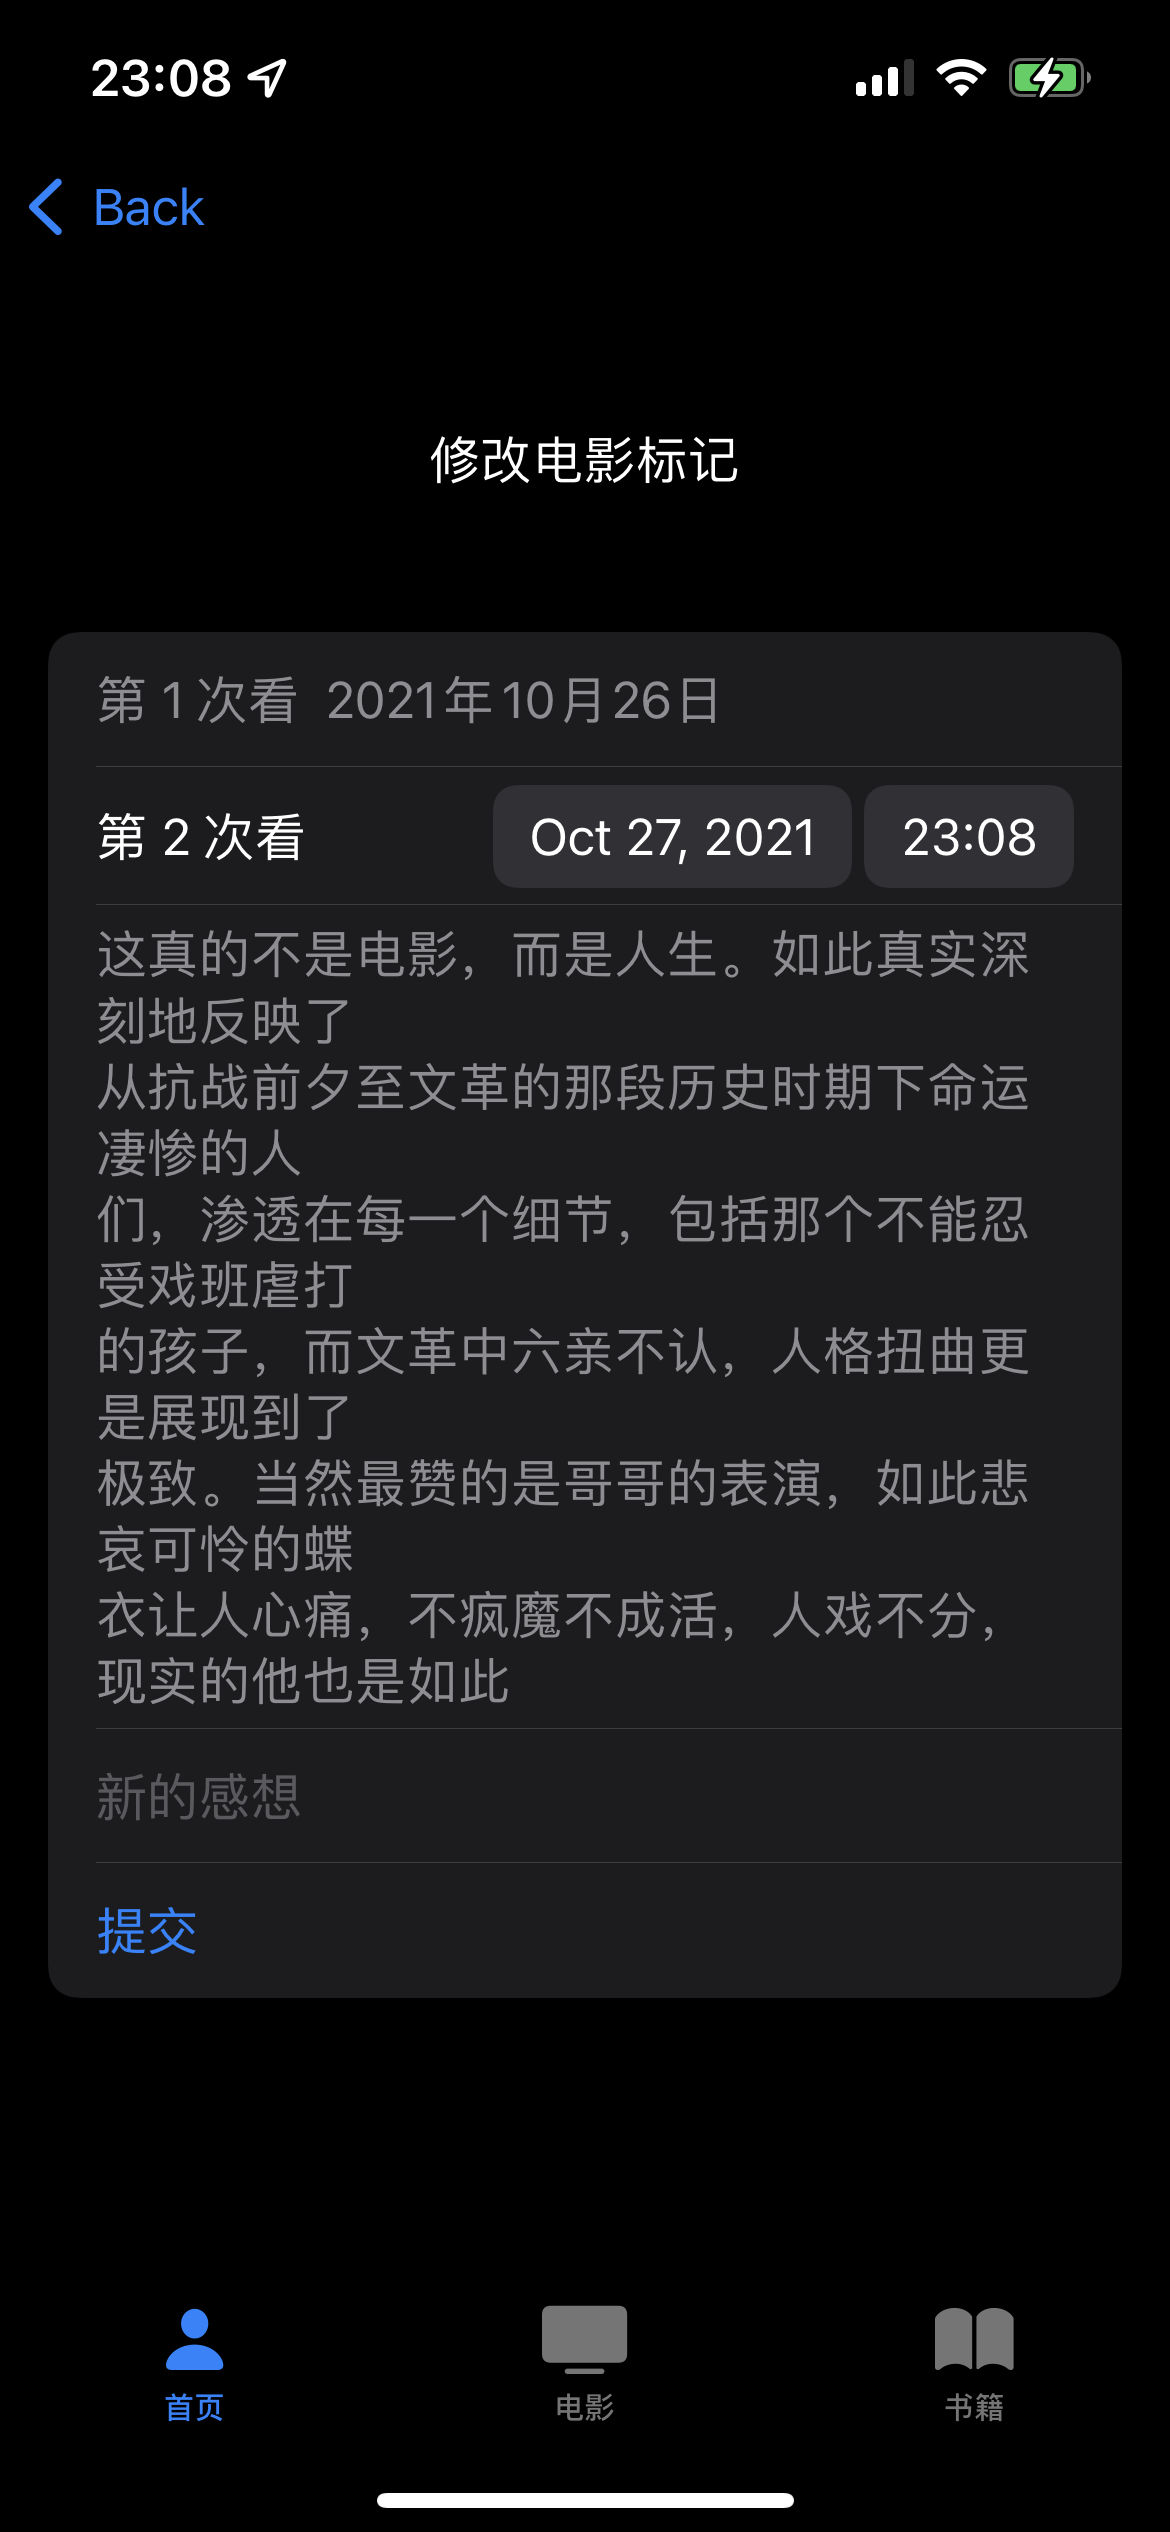 23:08
Back
修改电影标记
第 1 次看 2021年10月26日
第 2 次看 Oct 27, 2021 23:08
这真的不是电影，而是人生。如此真实深
刻地反映了
从抗战前夕至文革的那段历史时期下命运
凄惨的人
们，渗透在每一个细节，包括那个不能忍
受戏班虐打
的孩子，而文革中六亲不认，人格扭曲更
是展现到了
极致。当然最赞的是哥哥的表演，如此悲
哀可怜的蝶
衣让人心痛，不疯魔不成活，人戏不分，
现实的他也是如此
新的感想
提交
首页 电影 书籍